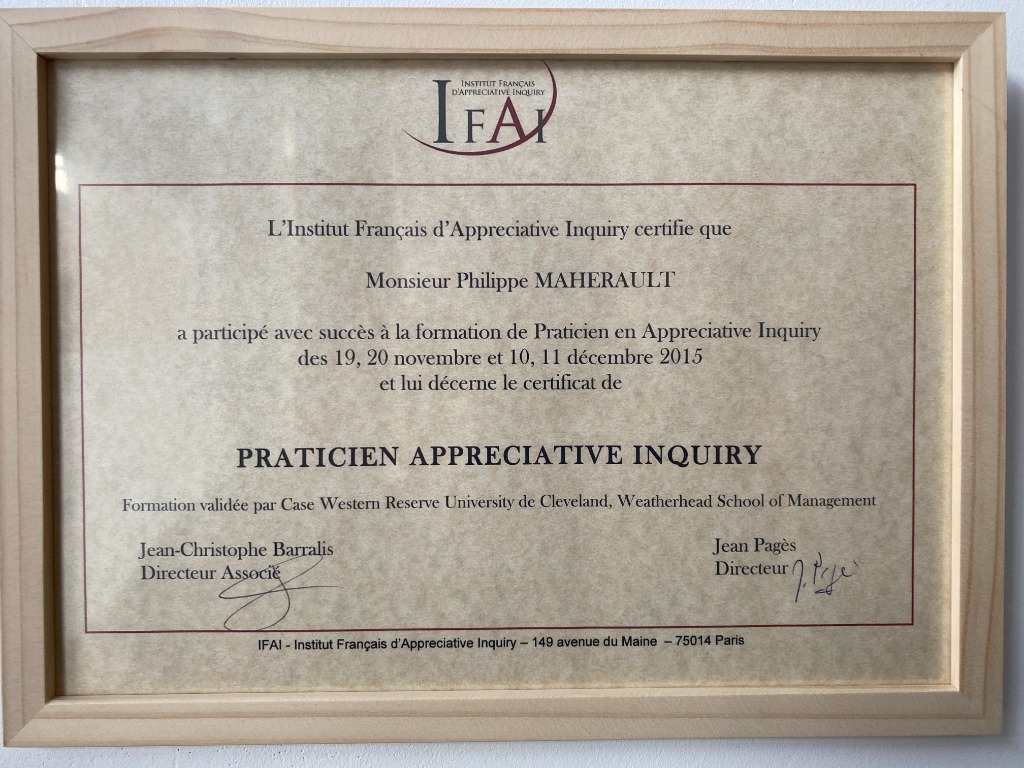 INSTITUT FRANÇAIS
D'APPRECIATIVE INQUIRY
IFAI
L'Institut Français d'Appreciative Inquiry certifie que
Monsieur Philippe MAHERAULT
a participé avec succès à la formation de Praticien en Appreciative Inquiry
des 19, 20 novembre et 10, 11 décembre 2015
et lui décerne le certificat de
PRATICIEN APPRECIATIVE INQUIRY
Formation validée par Case Western Reserve University de Cleveland, Weatherhead School of Management
Jean-Christophe Barralis
Directeur Associé
Jean Pagès
Directeur
IFAI - Institut Français d'Appreciative Inquiry – 149 avenue du Maine – 75014 Paris